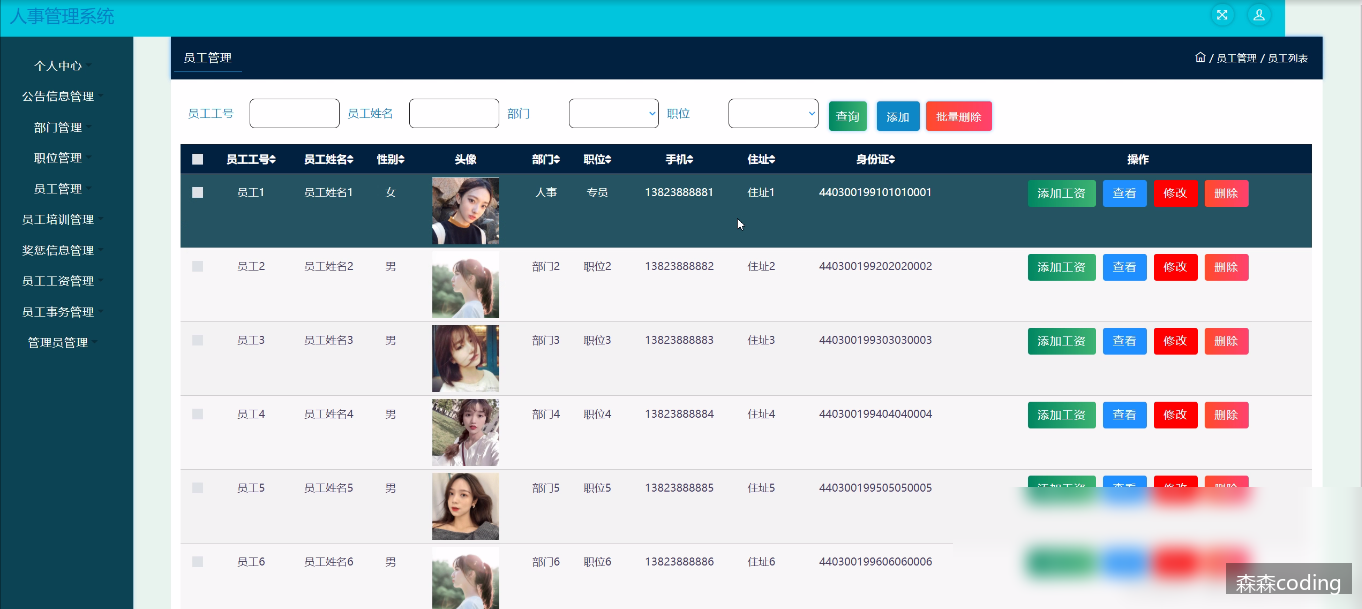 人事管理系统
个人中心
公告信息管理
部门管理
职位管理
员工管理
员工培训管理
奖惩信息管理
员工工资管理
员工事务管理
管理员管理
员工管理
/ 员工管理 / 员工列表
员工工号 员工姓名 部门 职位 查询 添加 批量删除
员工工号 员工姓名 性别 头像 部门 职位 手机 住址 身份证 操作
员工1 员工姓名1 女 人事 专员 13823888881 住址1 440300199101010001 添加工资 查看 修改 删除
员工2 员工姓名2 男 部门2 职位2 13823888882 住址2 440300199202020002 添加工资 查看 修改 删除
员工3 员工姓名3 男 部门3 职位3 13823888883 住址3 440300199303030003 添加工资 查看 修改 删除
员工4 员工姓名4 男 部门4 职位4 13823888884 住址4 440300199404040004 添加工资 查看 修改 删除
员工5 员工姓名5 男 部门5 职位5 13823888885 住址5 440300199505050005
员工6 员工姓名6 男 部门6 职位6 13823888886 住址6 440300199606060006
森森coding